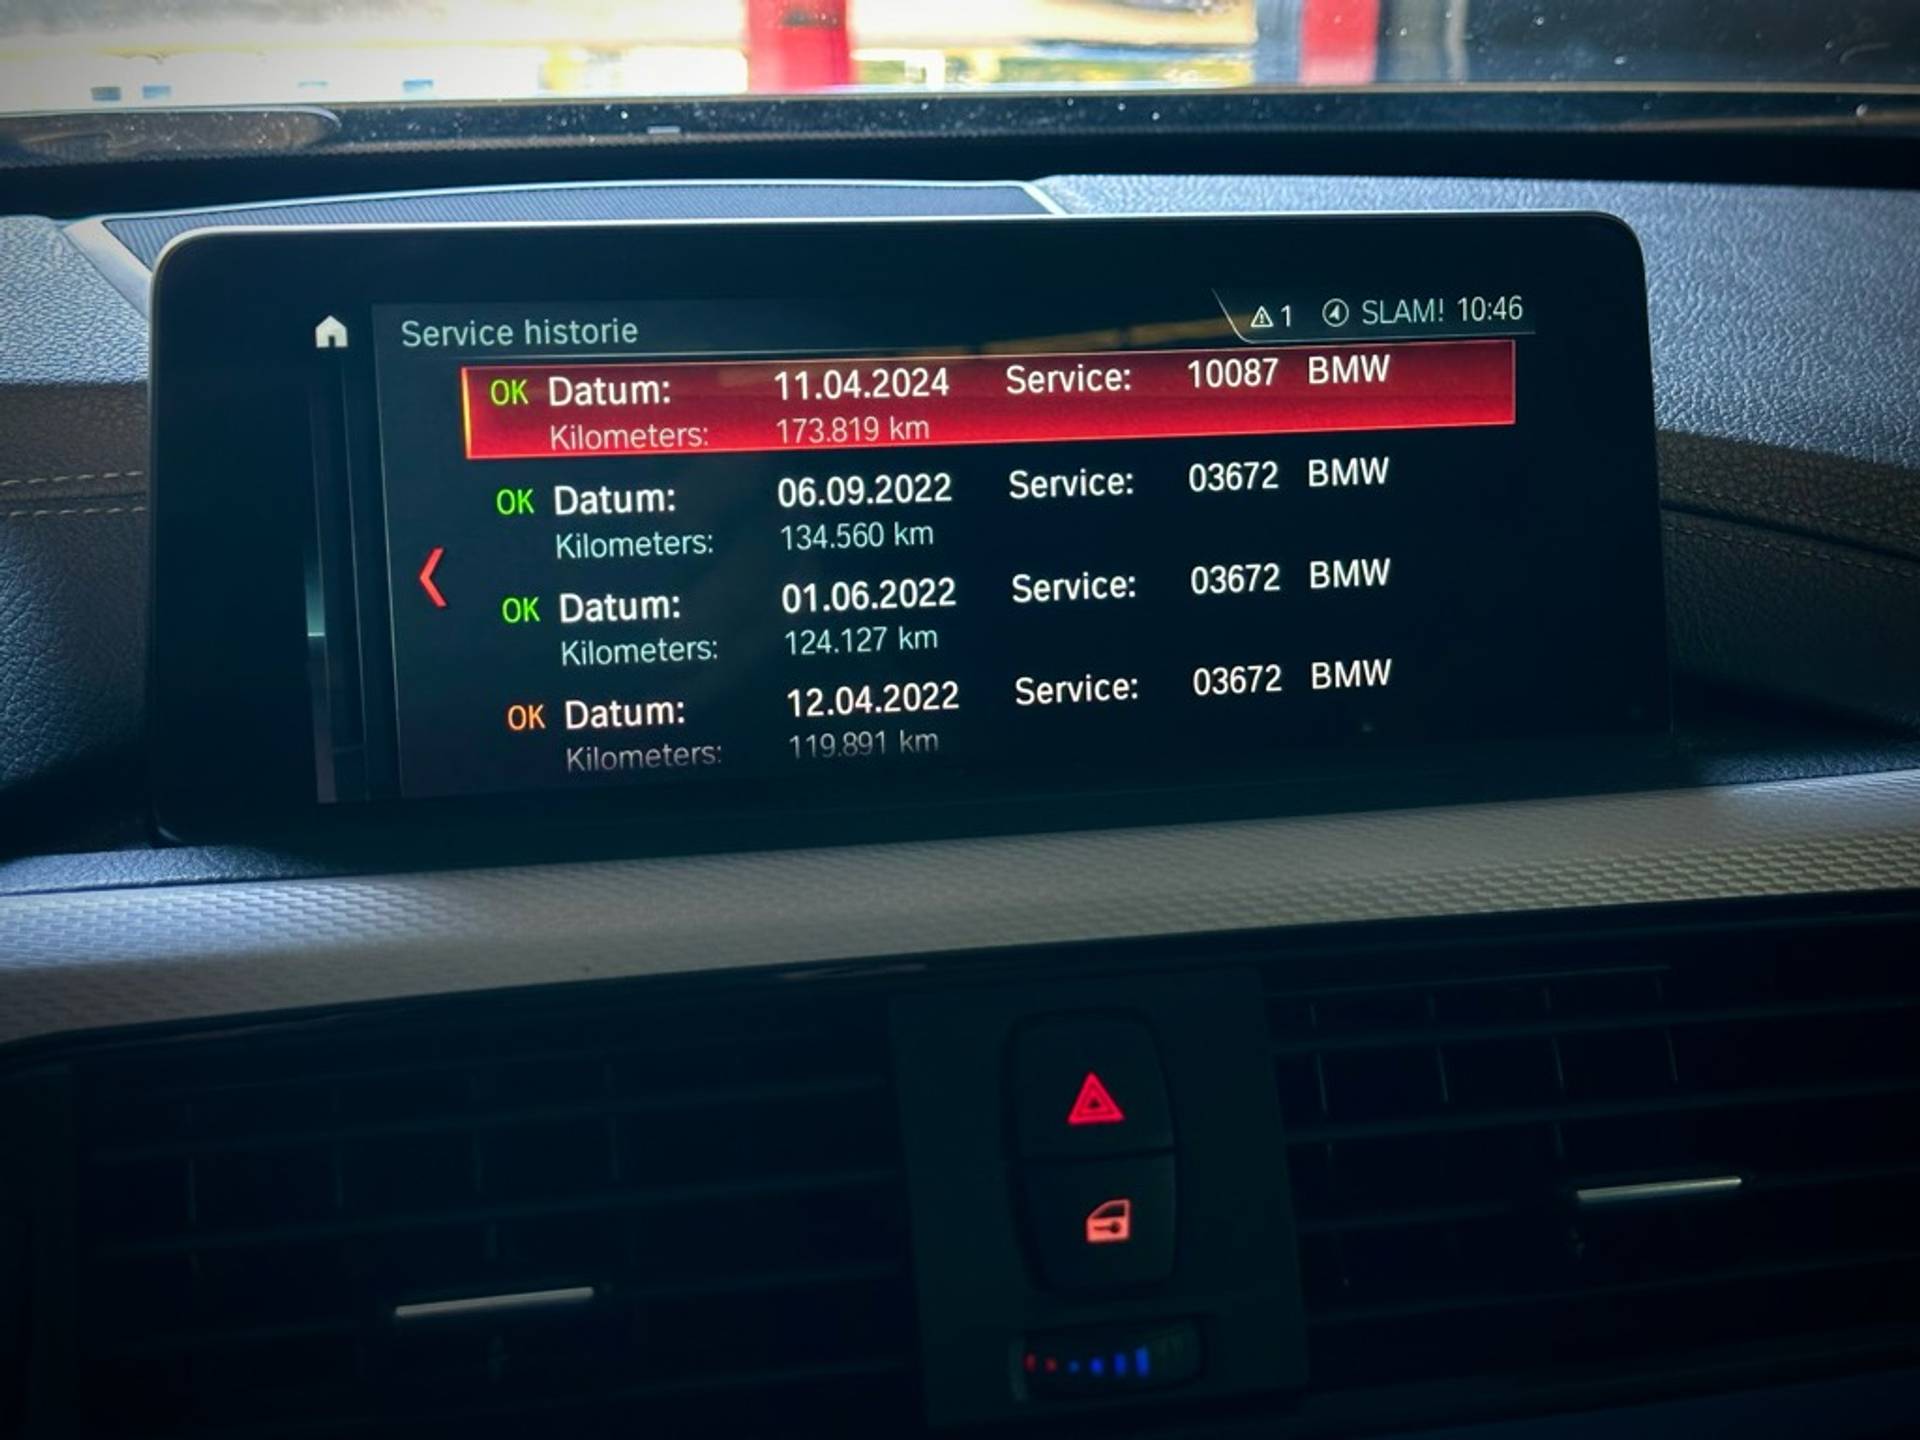 Service historie
1 SLAM! 10:46
OK Datum: 11.04.2024 Service: 10087 BMW
Kilometers: 173.819 km
OK Datum: 06.09.2022 Service: 03672 BMW
Kilometers: 134.560 km
OK Datum: 01.06.2022 Service: 03672 BMW
Kilometers: 124.127 km
OK Datum: 12.04.2022 Service: 03672 BMW
Kilometers: 119.891 km